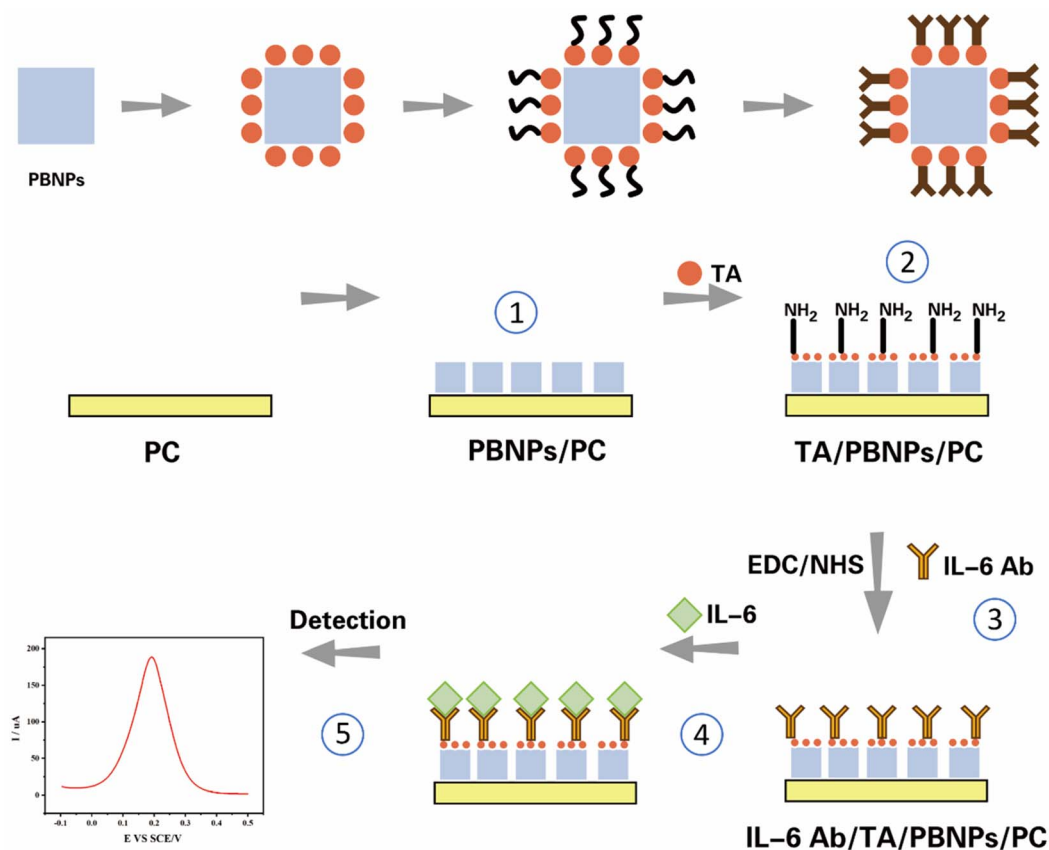 PBNPs
TA
①
②
NH₂ NH₂ NH₂ NH₂ NH₂
PC
PBNPs/PC
TA/PBNPs/PC
EDC/NHS
IL-6 Ab
③
IL-6
Detection
④
⑤
I / uA
200
150
100
50
0
-0.1 0.0 0.1 0.2 0.3 0.4 0.5
E VS SCE/V
IL-6 Ab/TA/PBNPs/PC